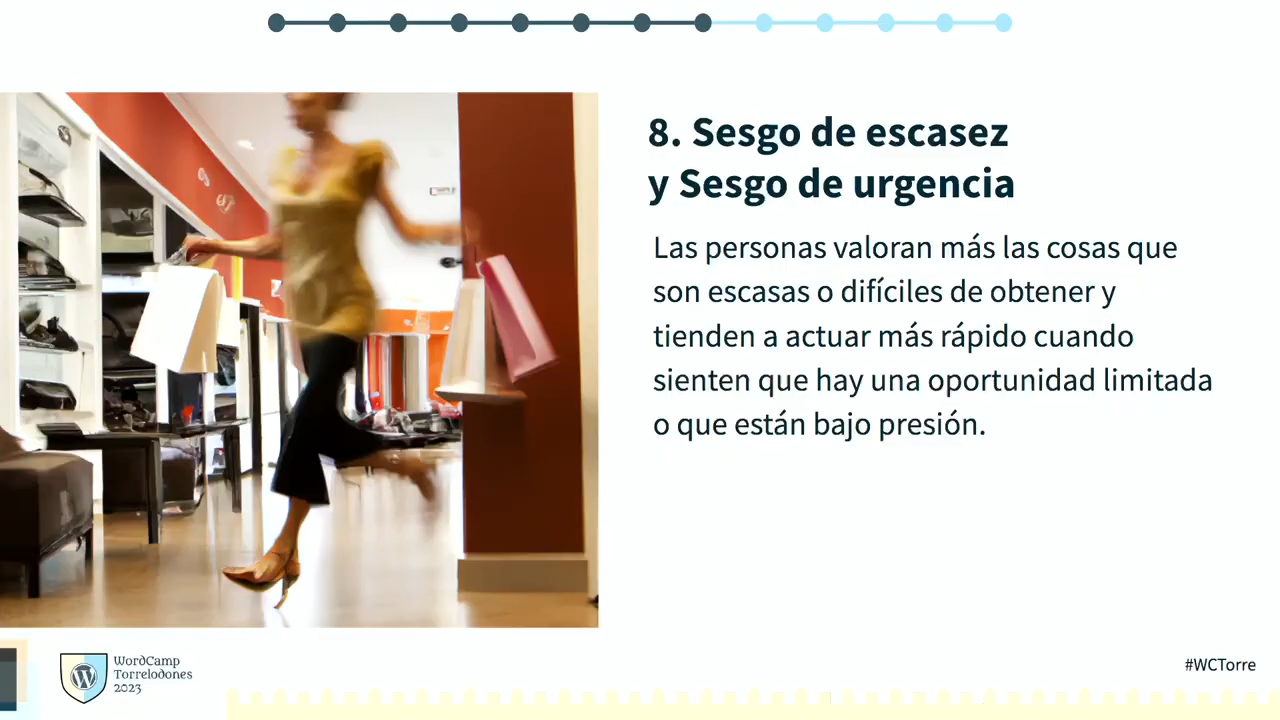 8. Sesgo de escasez
y Sesgo de urgencia
Las personas valoran más las cosas que
son escasas o difíciles de obtener y
tienden a actuar más rápido cuando
sienten que hay una oportunidad limitada
o que están bajo presión.
WordCamp
Torrelodones
2023
#WCTorre